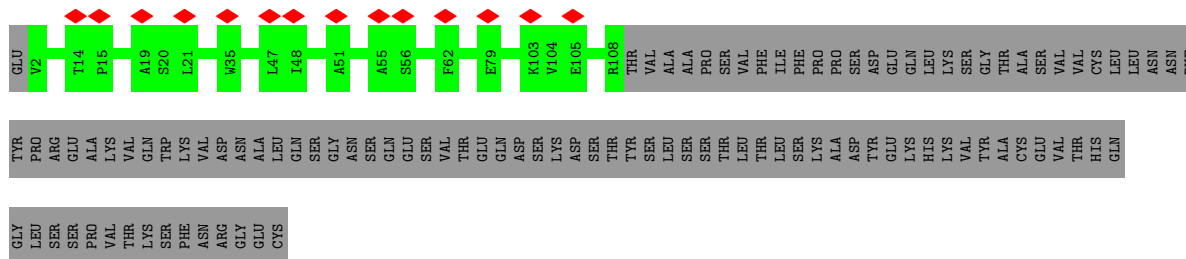 GLU V2 T14 P15 A19 S20 L21 W35 L47 I48 A51 A55 S56 F62 E79 K103 V104 E105 R108 THR VAL ALA ALA PRO SER VAL PHE ILE PHE PRO PRO SER ASP GLU GLN LEU LYS SER GLY THR ALA SER VAL VAL CYS LEU LEU ASN ASN
TYR PRO ARG GLU ALA LYS VAL GLN TRP LYS VAL ASP ASN ALA LEU GLN SER GLY ASN SER GLN GLU SER VAL THR GLU GLN ASP SER LYS ASP SER THR TYR SER LEU SER SER THR LEU THR LEU SER LYS ALA ASP TYR GLU LYS HIS LYS VAL TYR ALA CYS GLU VAL THR HIS GLN
GLY LEU SER SER PRO VAL THR LYS SER PHE ASN ARG GLY GLU CYS